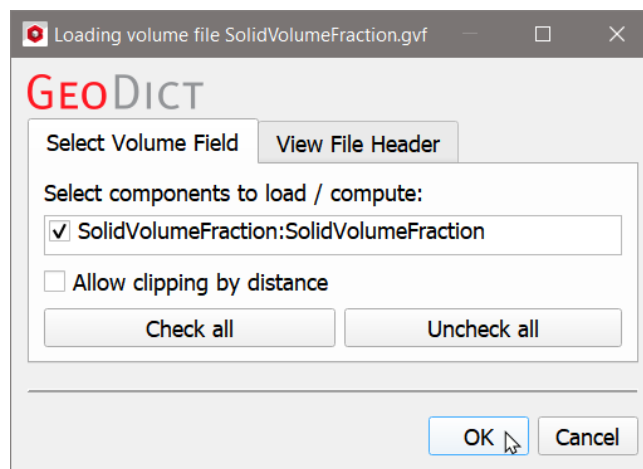 Loading volume file SolidVolumeFraction.gvf
GEODICT
Select Volume Field View File Header
Select components to load / compute:
SolidVolumeFraction:SolidVolumeFraction
Allow clipping by distance
Check all Uncheck all
OK Cancel